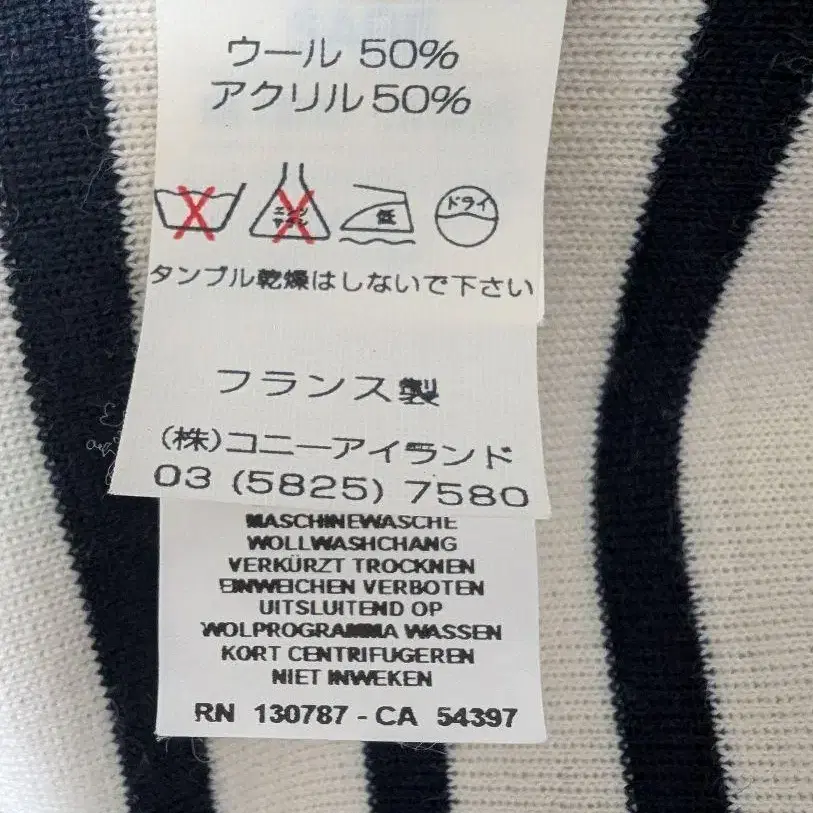 ウール 50%
アクリル50%
低
ドライ
タンブル乾燥はしないで下さい
フランス製
(株)コニーアイランド
03 (5825) 7580
MASCHINEWASCHE
WOLLWASHCHANG
VERKÜRZT TROCKNEN
EINWEICHEN VERBOTEN
UITSLUITEND OP
WOLPROGRAMMA WASSEN
KORT CENTRIFUGEREN
NIET INWEKEN
RN 130787 - CA 54397